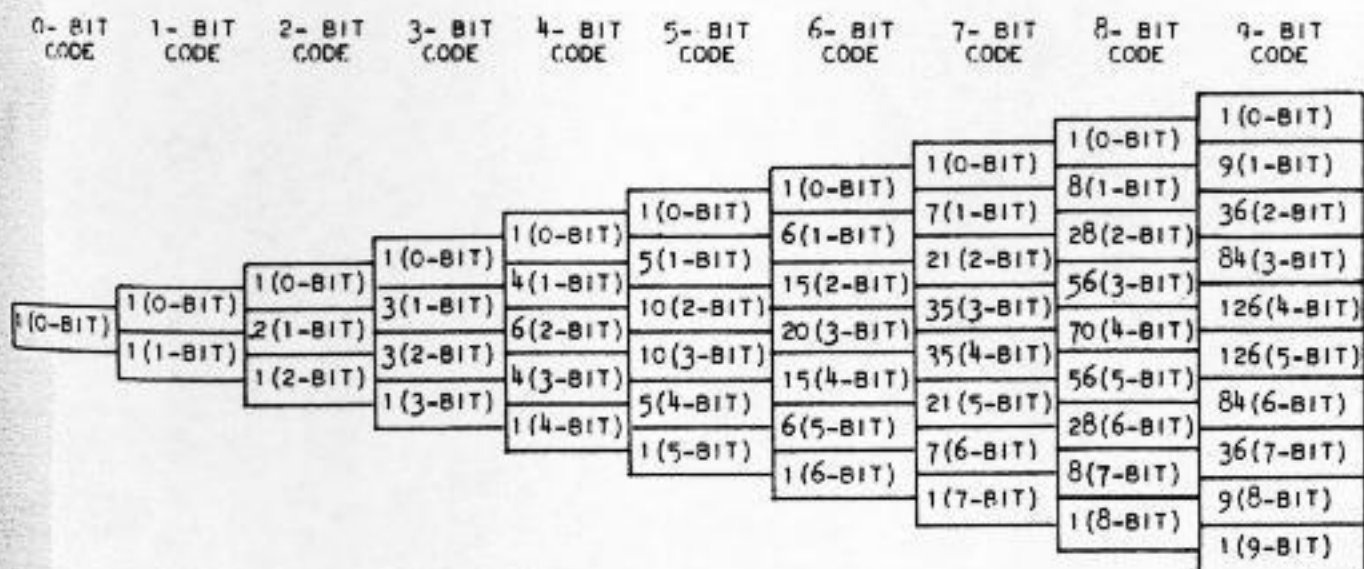 0- BIT CODE
1- BIT CODE
2- BIT CODE
3- BIT CODE
4- BIT CODE
5- BIT CODE
6- BIT CODE
7- BIT CODE
8- BIT CODE
9- BIT CODE
1(0-BIT)
1(0-BIT)
1(1-BIT)
1(0-BIT)
2(1-BIT)
1(2-BIT)
1(0-BIT)
3(1-BIT)
3(2-BIT)
1(3-BIT)
1(0-BIT)
4(1-BIT)
6(2-BIT)
4(3-BIT)
1(4-BIT)
1(0-BIT)
5(1-BIT)
10(2-BIT)
10(3-BIT)
5(4-BIT)
1(5-BIT)
1(0-BIT)
6(1-BIT)
15(2-BIT)
20(3-BIT)
15(4-BIT)
6(5-BIT)
1(6-BIT)
1(0-BIT)
7(1-BIT)
21(2-BIT)
35(3-BIT)
35(4-BIT)
21(5-BIT)
7(6-BIT)
1(7-BIT)
1(0-BIT)
8(1-BIT)
28(2-BIT)
56(3-BIT)
70(4-BIT)
56(5-BIT)
28(6-BIT)
8(7-BIT)
1(8-BIT)
1(0-BIT)
9(1-BIT)
36(2-BIT)
84(3-BIT)
126(4-BIT)
126(5-BIT)
84(6-BIT)
36(7-BIT)
9(8-BIT)
1(9-BIT)